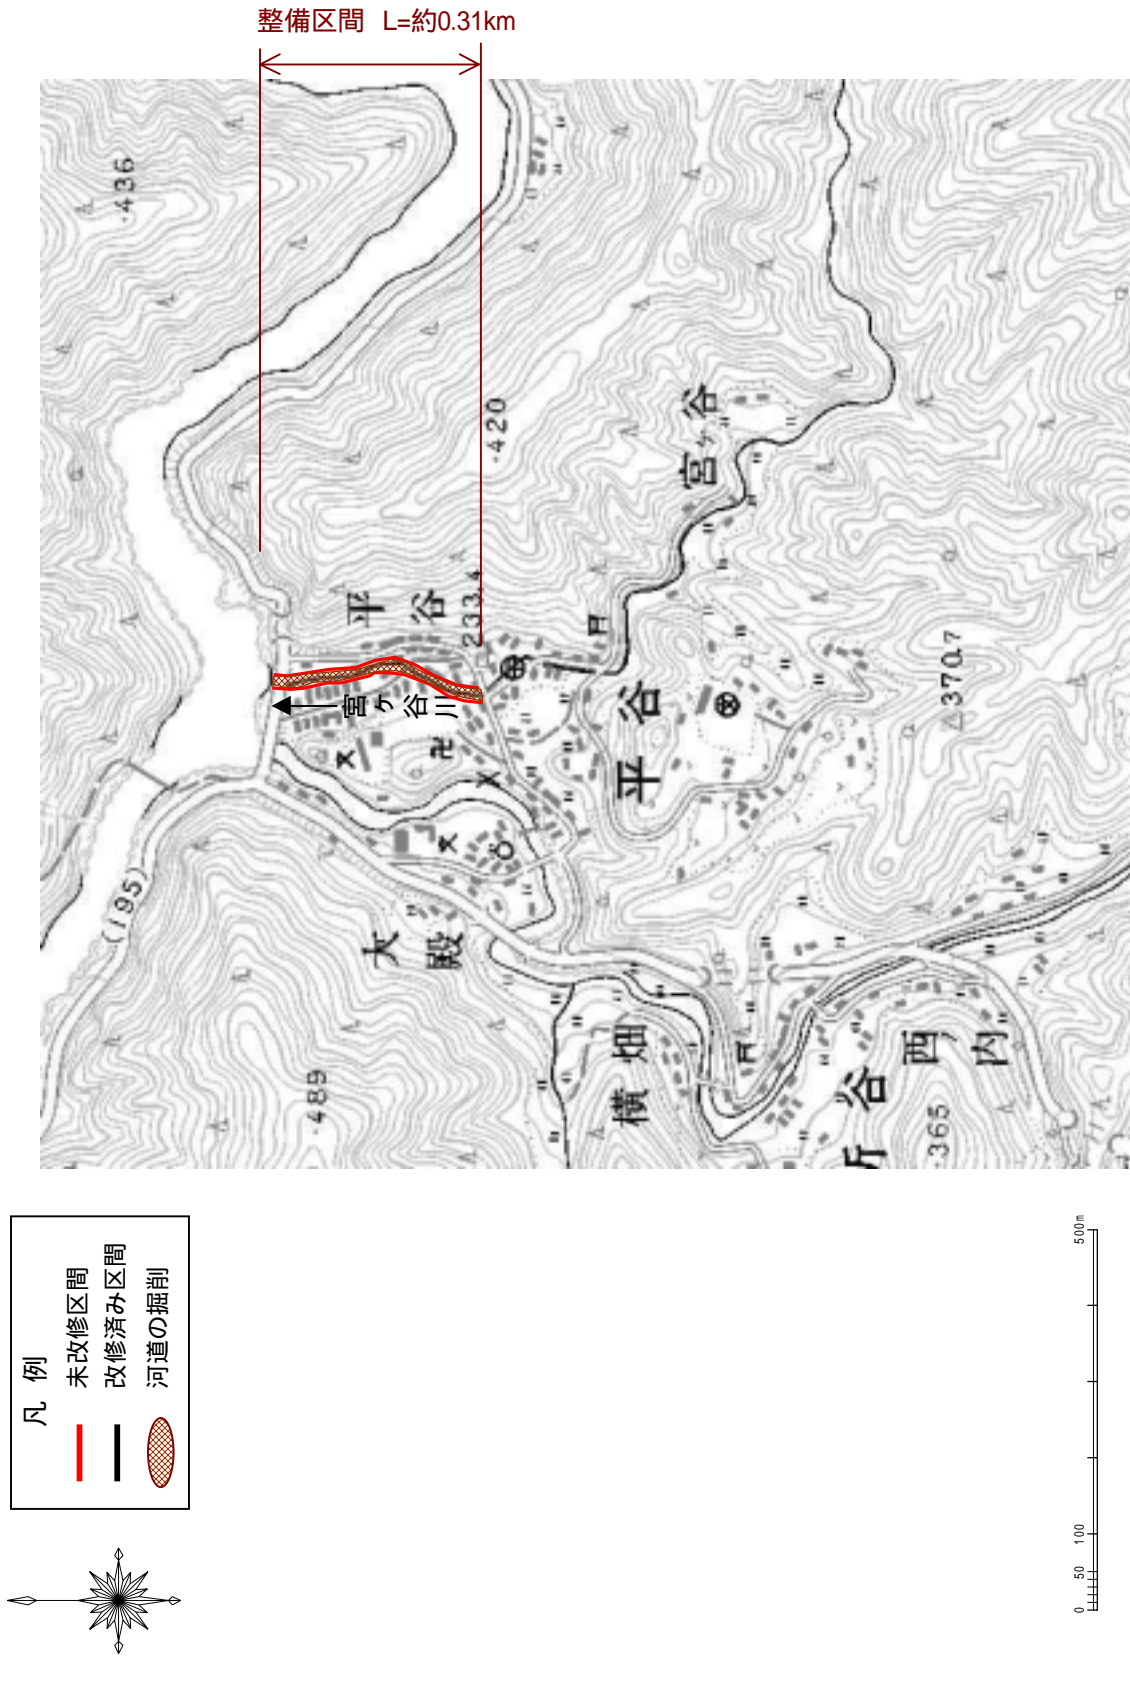 整備区間 L=約0.31km
436
420
宮ヶ谷
平谷
233.4
宮ヶ谷川
平谷
370.7
(195)
大殿
横畑
西内
谷
365
489
凡例
未改修区間
改修済み区間
河道の掘削
0 50 100 500m